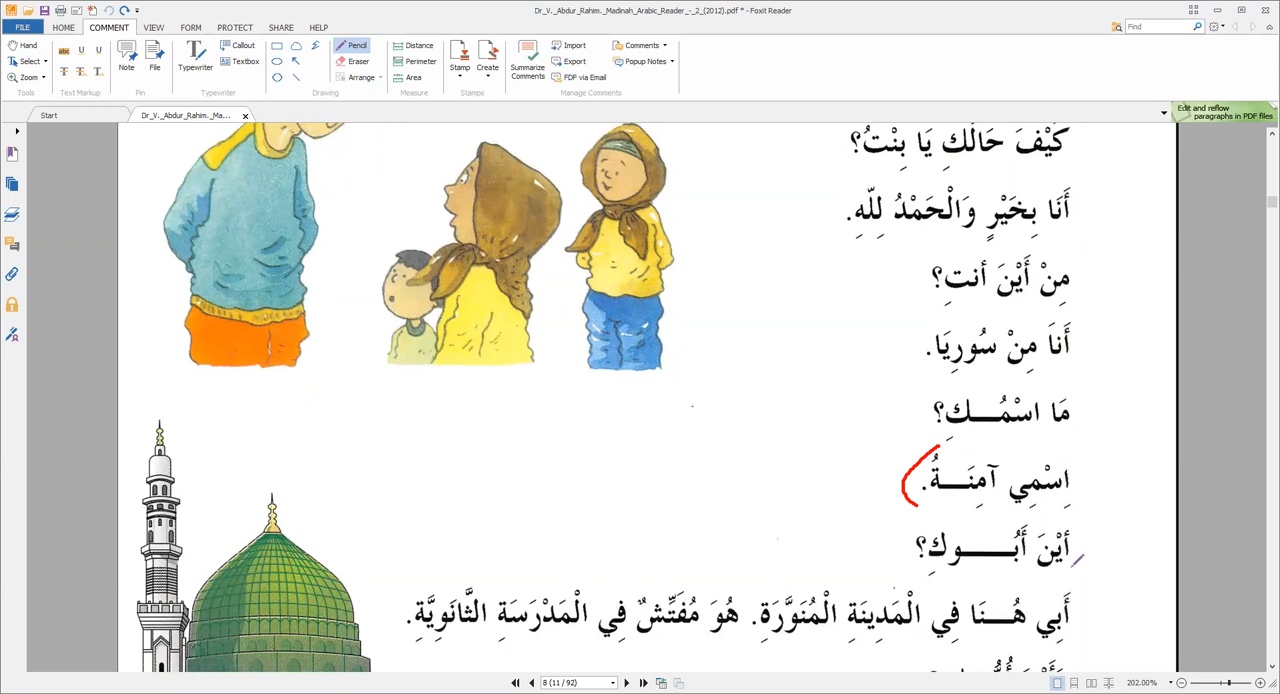 Dr_V._Abdur_Rahim._Madinah_Arabic_Reader_-_2_(2012).pdf * - Foxit Reader
FILE HOME COMMENT VIEW FORM PROTECT SHARE HELP
Find
Hand
Select
Zoom
Tools
Text Markup
Note
File
Pin
Typewriter
Callout
Textbox
Typewriter
Pencil
Eraser
Arrange
Drawing
Distance
Perimeter
Area
Measure
Stamp
Create
Stamps
Summarize Comments
Import
Export
FDF via Email
Comments
Popup Notes
Manage Comments
Start
Dr_V._Abdur_Rahim._Ma...
Edit and reflow
paragraphs in PDF files
كَيْفَ حَالُكِ يَا بِنْتُ؟
أَنَا بِخَيْرٍ وَالْحَمْدُ لِلّٰهِ.
مِنْ أَيْنَ أنتِ؟
أَنَا مِنْ سُورِيَا.
مَا اسْمُـــكِ؟
اِسْمِي آمِنَـــةُ.
أَيْنَ أَبُــــــوكِ؟
أَبِي هُـــنَا فِي الْمَدِينَةِ الْمُنَوَّرَةِ. هُوَ مُفَتِّشٌ فِي الْمَدْرَسَةِ الثَّانَوِيَّةِ.
8 (11 / 92)
202.00%